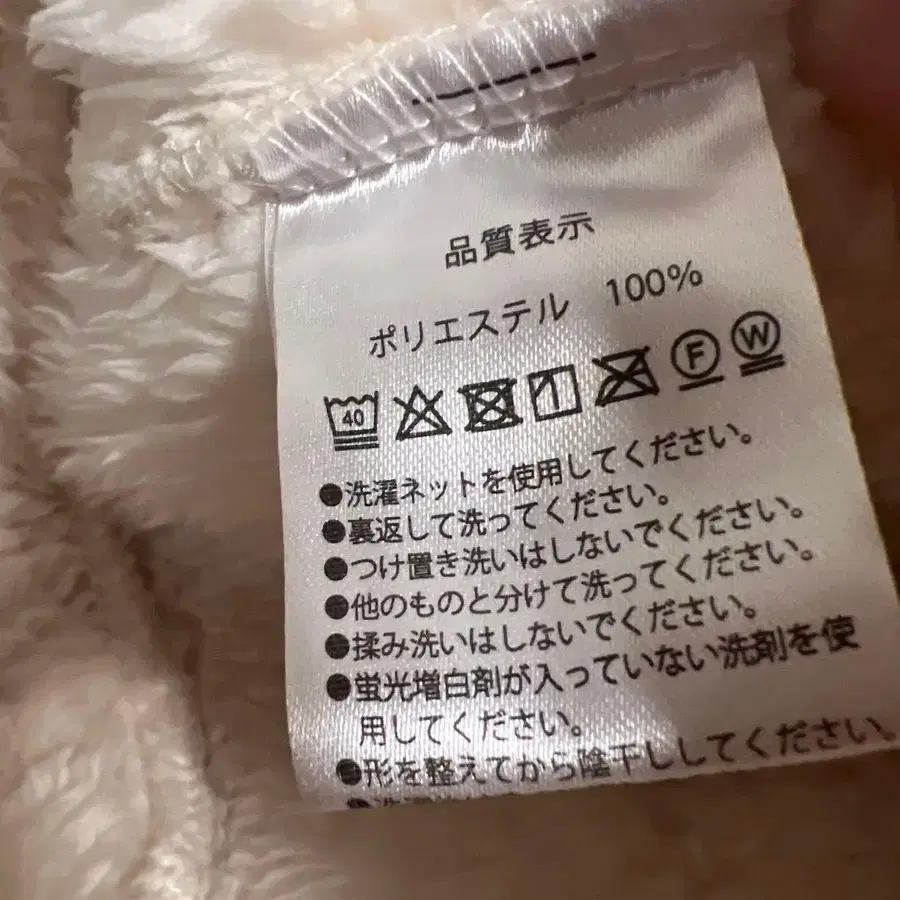 品質表示
ポリエステル 100%
40 F W
●洗濯ネットを使用してください。
●裏返して洗ってください。
●つけ置き洗いはしないでください。
●他のものと分けて洗ってください。
●揉み洗いはしないでください。
●蛍光増白剤が入っていない洗剤を使
用してください。
●形を整えてから陰干ししてください。